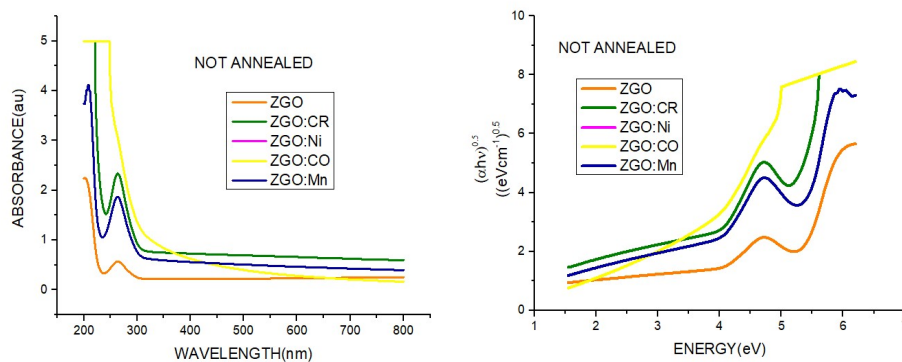 NOT ANNEALED
ZGO
ZGO:CR
ZGO:Ni
ZGO:CO
ZGO:Mn
ABSORBANCE(au)
5
4
3
2
1
0
200 300 400 500 600 700 800
WAVELENGTH(nm)
NOT ANNEALED
ZGO
ZGO:CR
ZGO:Ni
ZGO:CO
ZGO:Mn
(αhν)^0.5
((eVcm⁻¹)^0.5
10
8
6
4
2
0
1 2 3 4 5 6
ENERGY(eV)